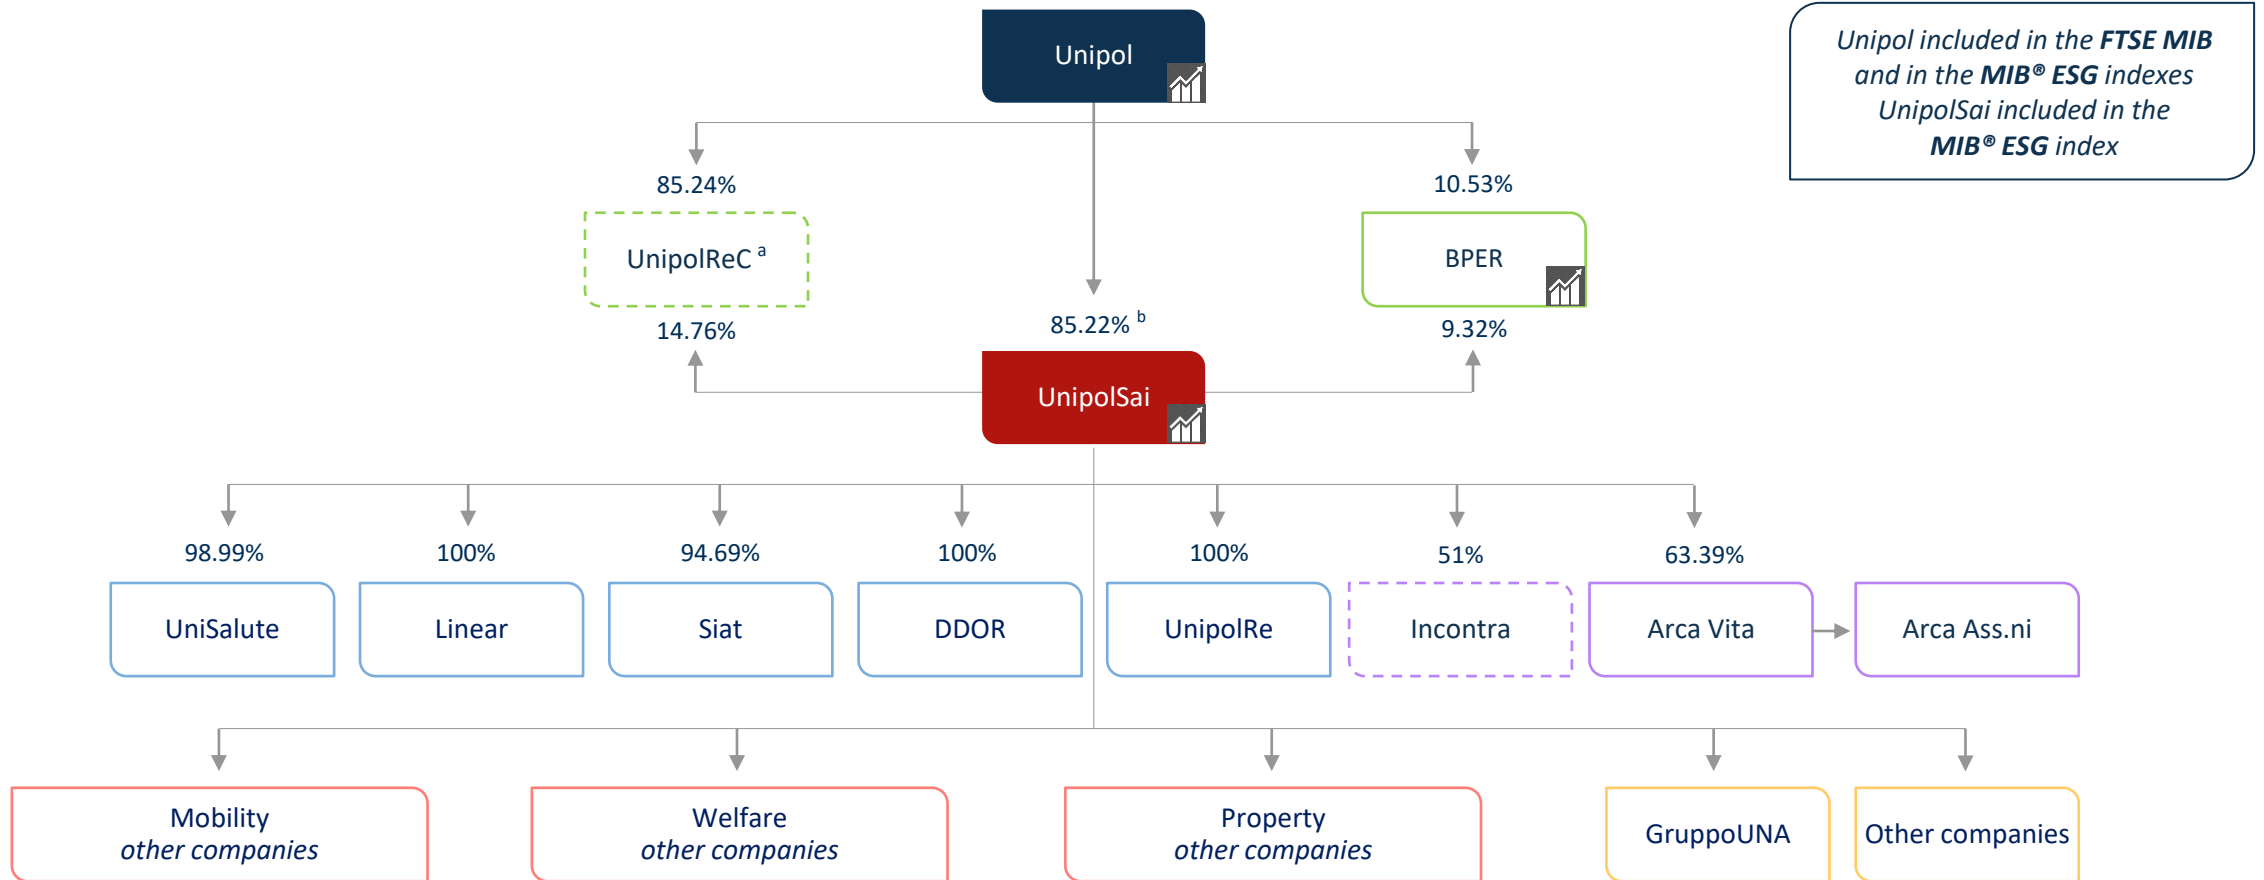 Unipol
Unipol included in the FTSE MIB
and in the MIB® ESG indexes
UnipolSai included in the
MIB® ESG index
85.24%
10.53%
UnipolReC a
BPER
14.76%
85.22% b
9.32%
UnipolSai
98.99%
100%
94.69%
100%
100%
51%
63.39%
UniSalute
Linear
Siat
DDOR
UnipolRe
Incontra
Arca Vita
Arca Ass.ni
Mobility
other companies
Welfare
other companies
Property
other companies
GruppoUNA
Other companies